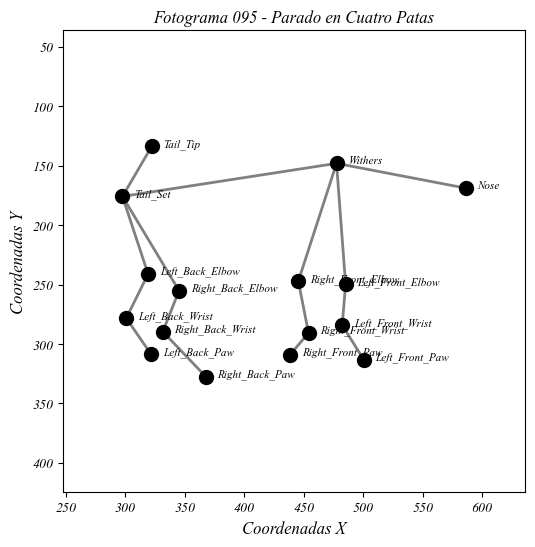 Fotograma 095 - Parado en Cuatro Patas
50
100
150
200
250
300
350
400
Coordenadas Y
Tail_Tip
Withers
Nose
Tail_Set
Left_Back_Elbow
Right_Back_Elbow
Right_Front_Elbow
Left_Front_Elbow
Left_Back_Wrist
Right_Back_Wrist
Left_Front_Wrist
Right_Front_Wrist
Left_Back_Paw
Right_Front_Paw
Left_Front_Paw
Right_Back_Paw
250 300 350 400 450 500 550 600
Coordenadas X